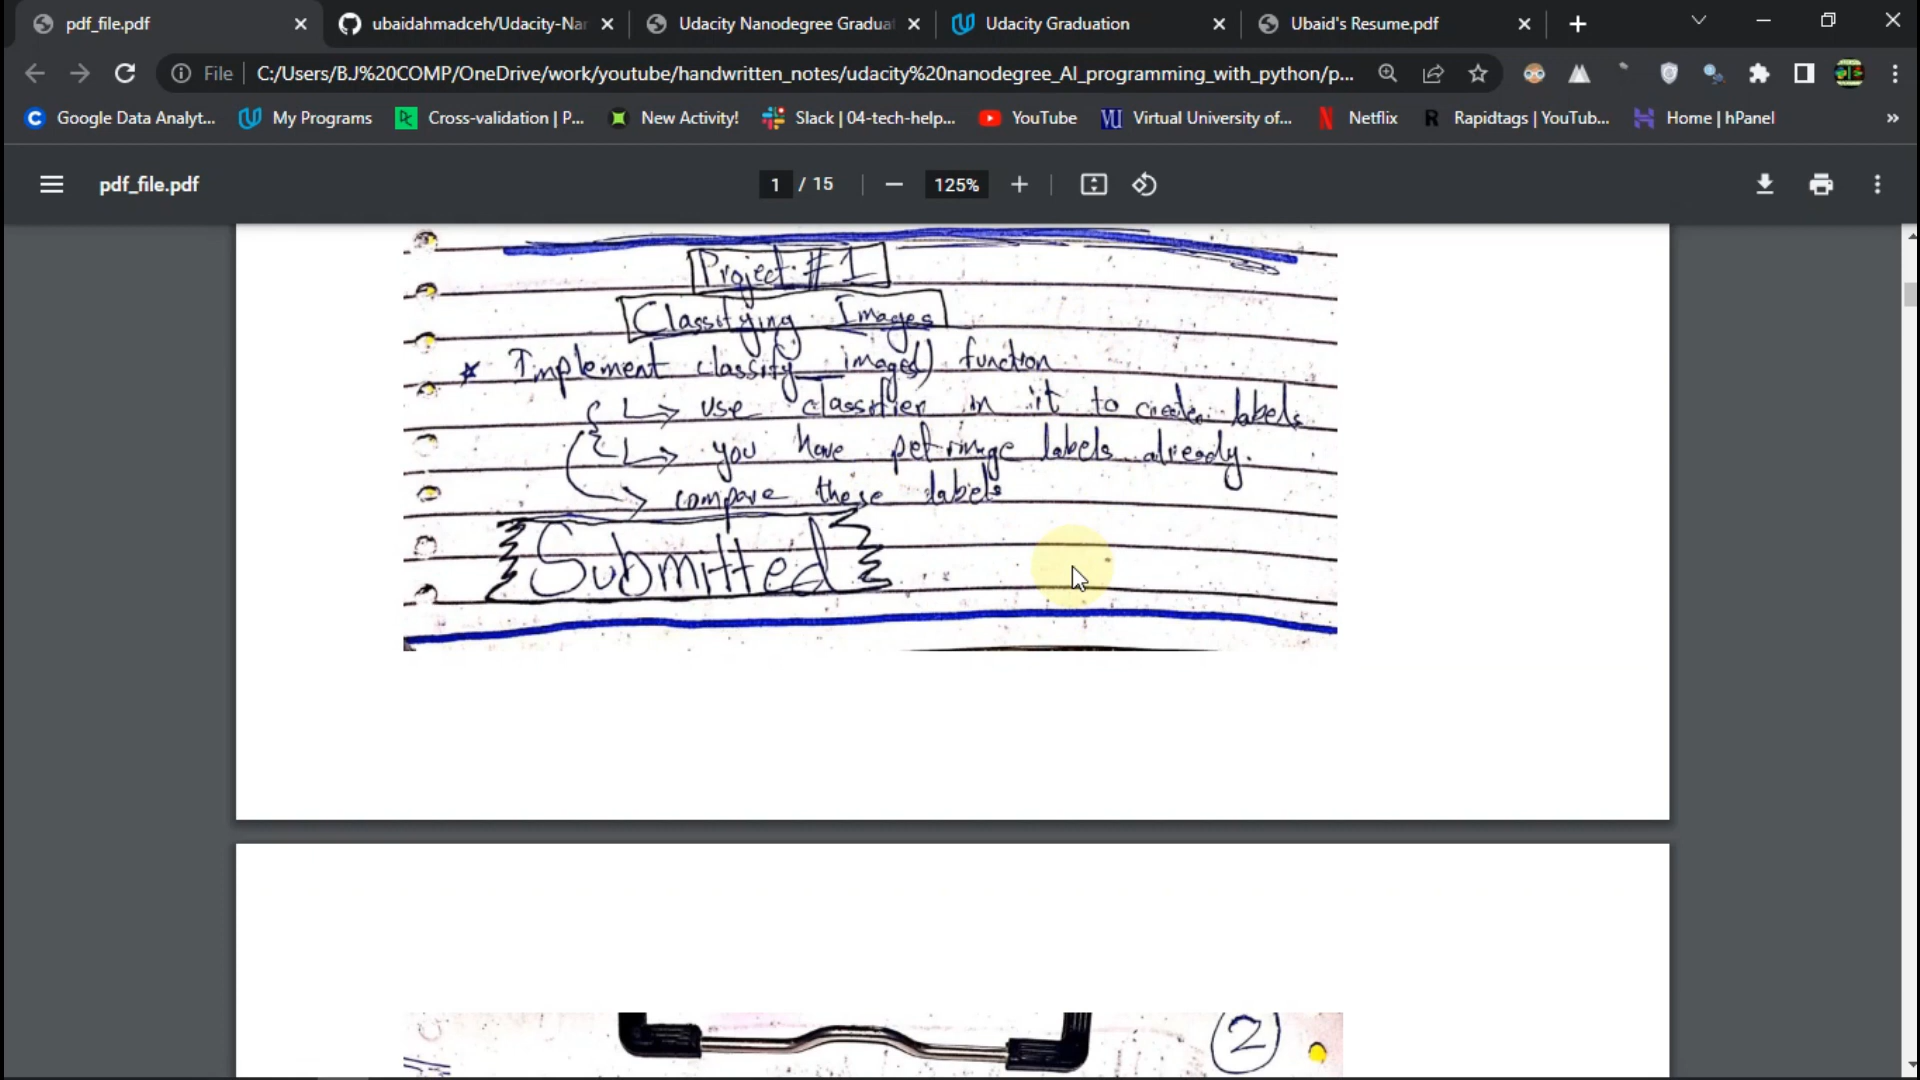 pdf_file.pdf
ubaidahmadceh/Udacity-Nar
Udacity Nanodegree Graduat
Udacity Graduation
Ubaid's Resume.pdf
File
C:/Users/BJ%20COMP/OneDrive/work/youtube/handwritten_notes/udacity%20nanodegree_AI_programming_with_python/p...
Google Data Analyt...
My Programs
Cross-validation | P...
New Activity!
Slack | 04-tech-help...
YouTube
Virtual University of...
Netflix
Rapidtags | YouTub...
Home | hPanel
»
pdf_file.pdf
1 / 15
125%
Project # 1
Classifying Images
Implement classify_images() function
use classifier in it to create labels
you have pet image labels already.
compare these labels
Submitted
2